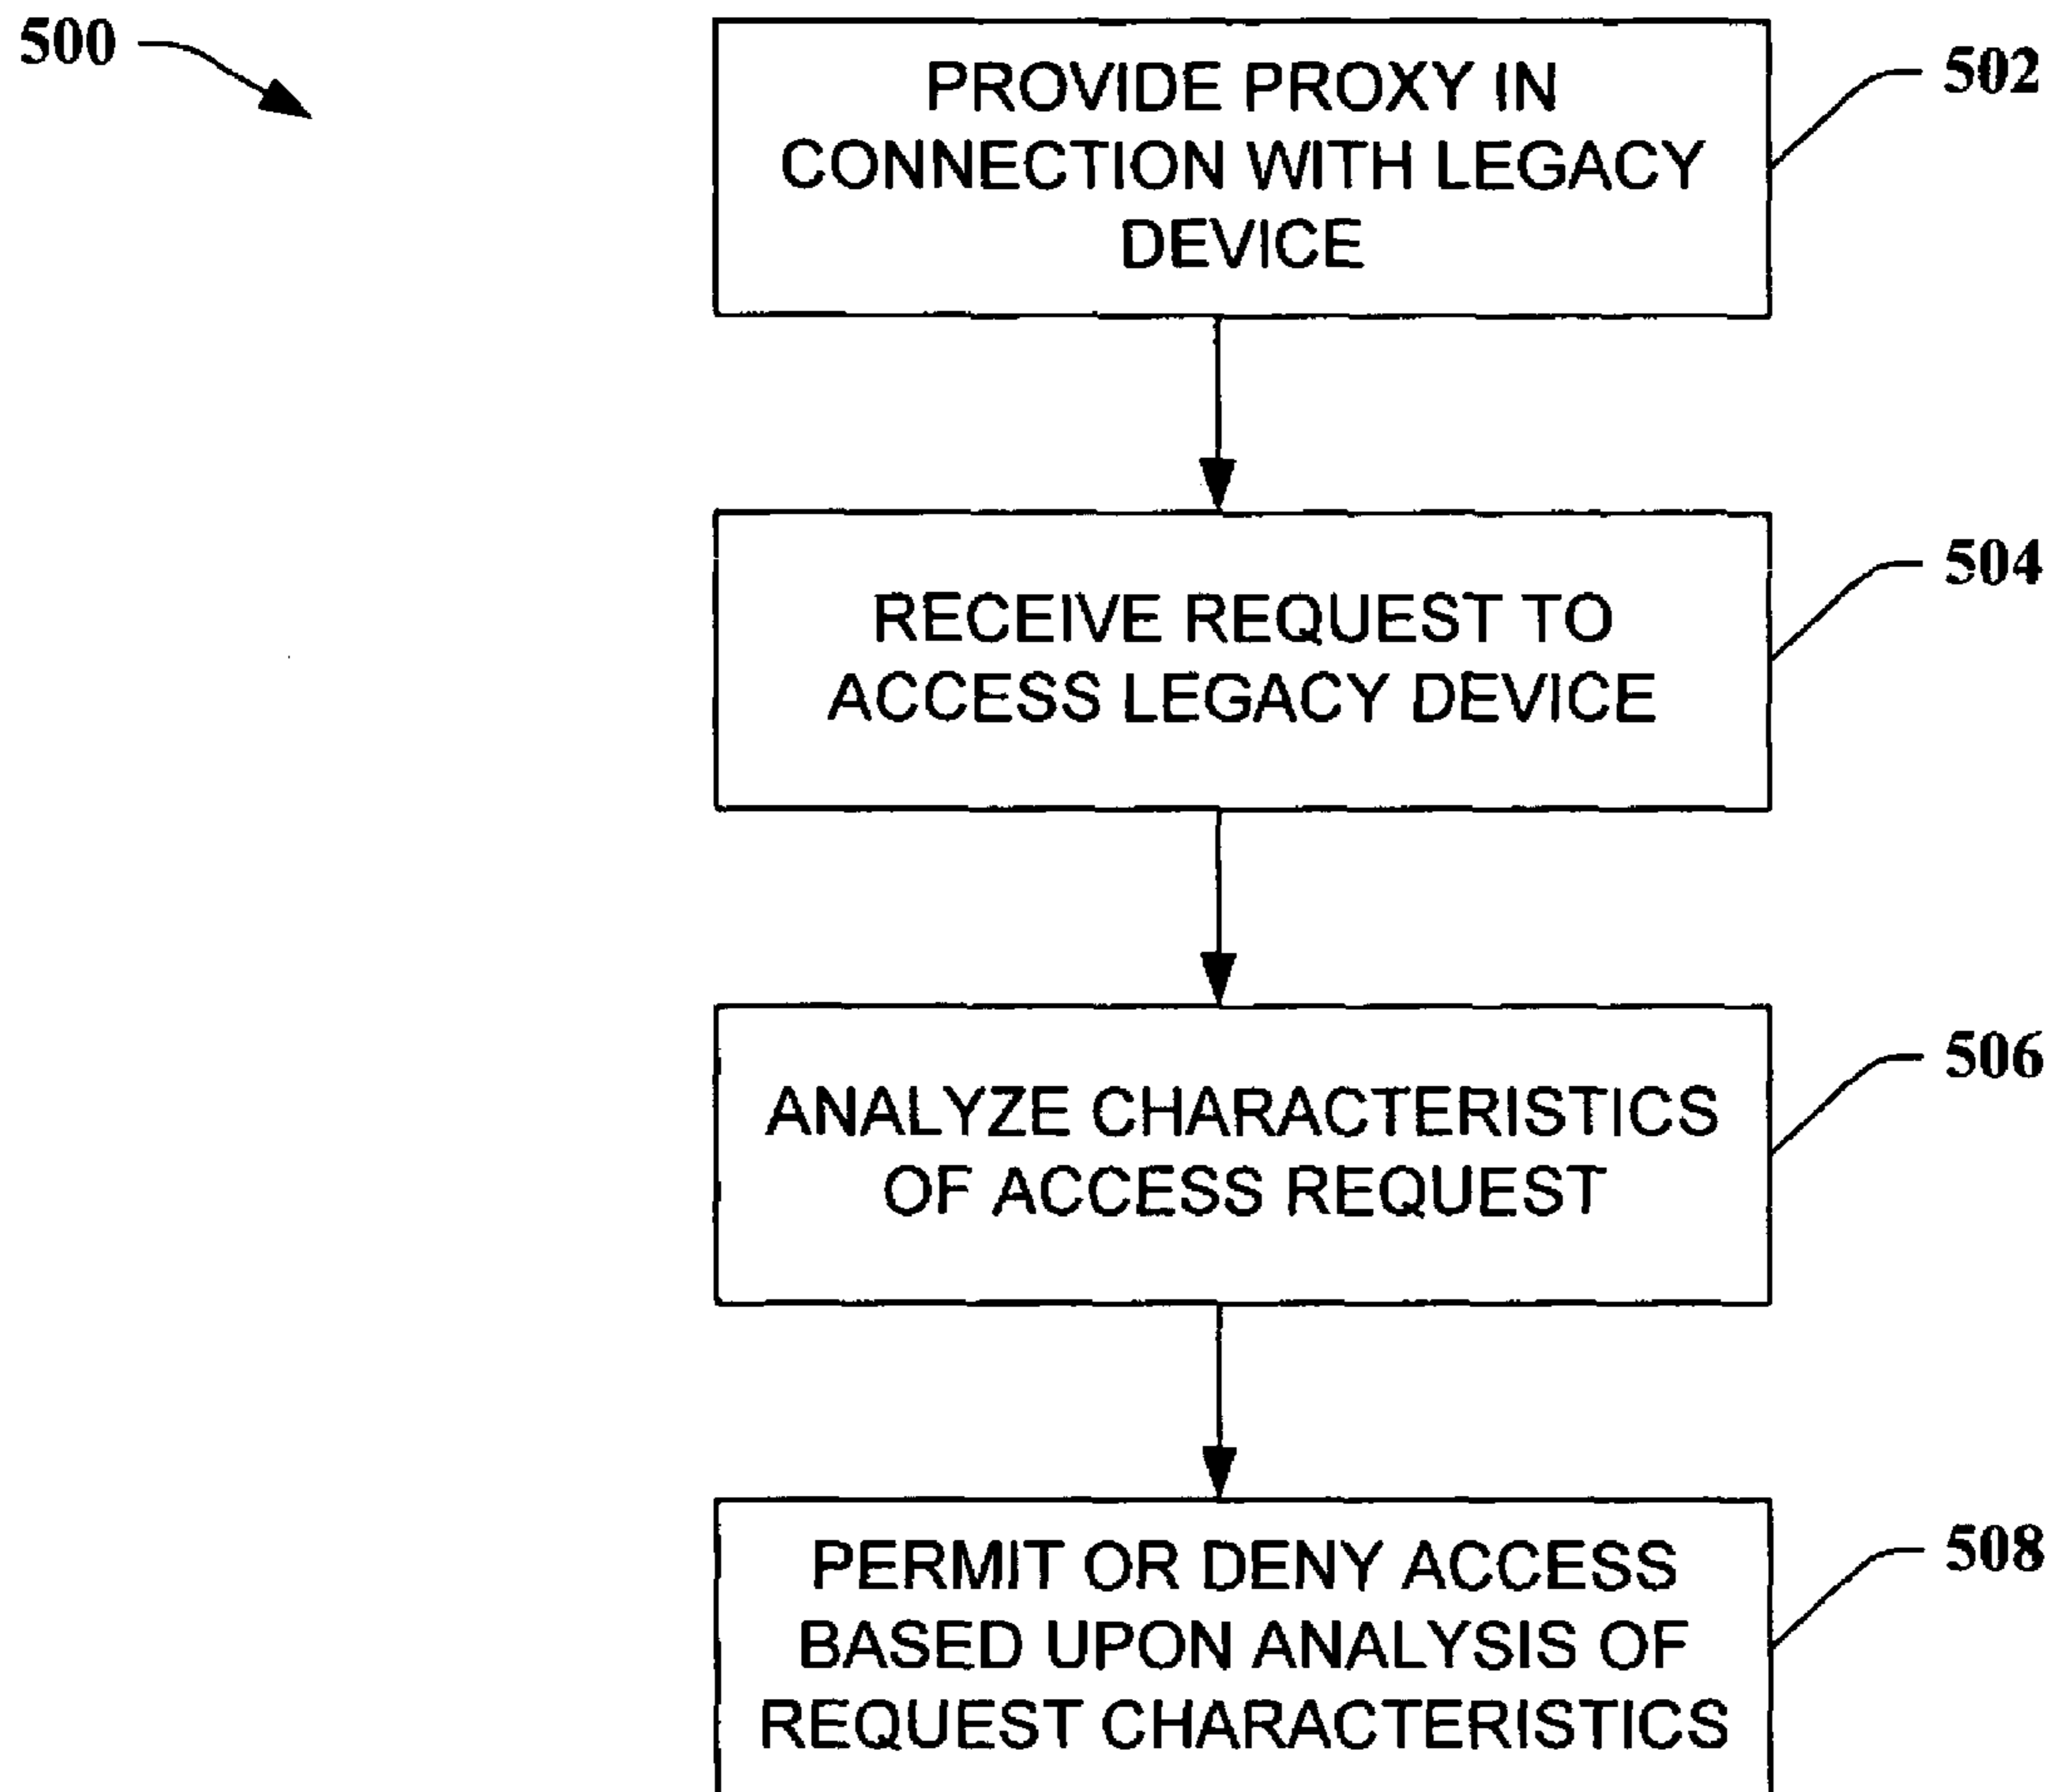 500
PROVIDE PROXY IN
CONNECTION WITH LEGACY
DEVICE
502
RECEIVE REQUEST TO
ACCESS LEGACY DEVICE
504
ANALYZE CHARACTERISTICS
OF ACCESS REQUEST
506
PERMIT OR DENY ACCESS
BASED UPON ANALYSIS OF
REQUEST CHARACTERISTICS
508